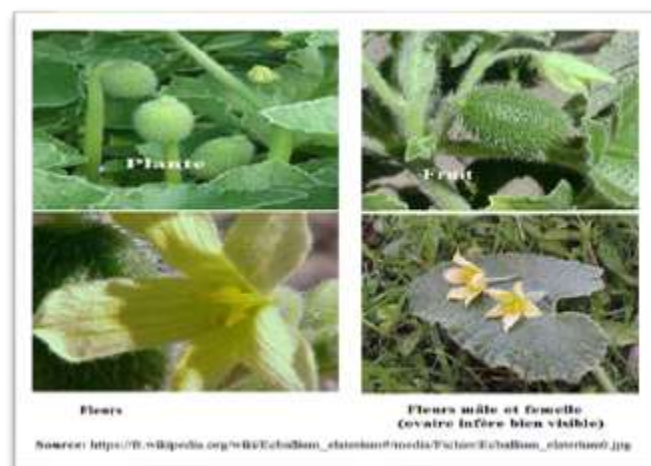 Plante
Fruit
Fleurs
Fleurs mâle et femelle
(ovaire infère bien visible)
Source: https://fr.wikipedia.org/wiki/Ecballium_elaterium#/media/Fichier:Ecballium_elaterium0.jpg